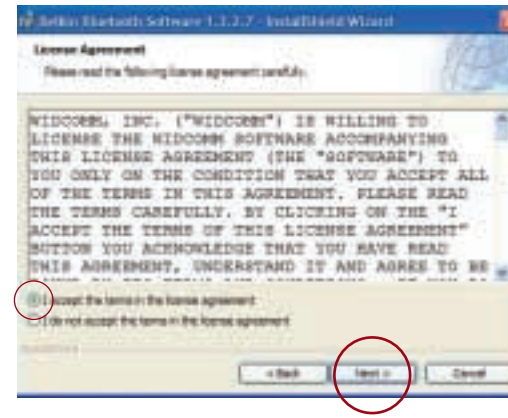 Belkin Bluetooth Software 1.3.2.7 - InstallShield Wizard
License Agreement
Please read the following license agreement carefully.
WIDCOMM, INC. ("WIDCOMM") IS WILLING TO
LICENSE THE WIDCOMM SOFTWARE ACCOMPANYING
THIS LICENSE AGREEMENT (THE "SOFTWARE") TO
YOU ONLY ON THE CONDITION THAT YOU ACCEPT ALL
OF THE TERMS IN THIS AGREEMENT. PLEASE READ
THE TERMS CAREFULLY. BY CLICKING ON THE "I
ACCEPT THE TERMS OF THIS LICENSE AGREEMENT"
BUTTON YOU ACKNOWLEDGE THAT YOU HAVE READ
THIS AGREEMENT, UNDERSTAND IT AND AGREE TO BE
I accept the terms in the license agreement
I do not accept the terms in the license agreement
< Back
Next >
Cancel